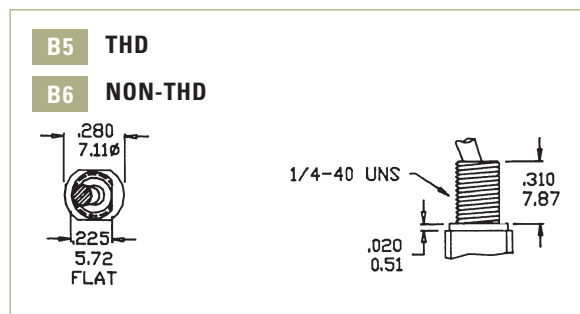 B5 THD
B6 NON-THD
.280
7.11ø
.225
5.72
FLAT
1/4-40 UNS
.310
7.87
.020
0.51